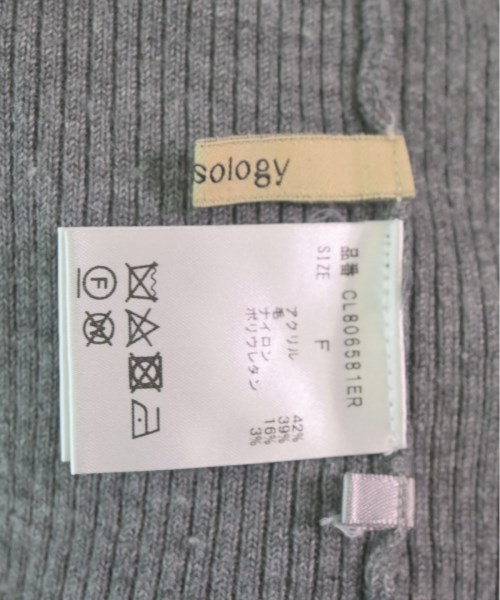 sology
品番 CL806581ER
SIZE F
アクリル 42%
毛 39%
ナイロン 16%
ポリウレタン 3%
F
W